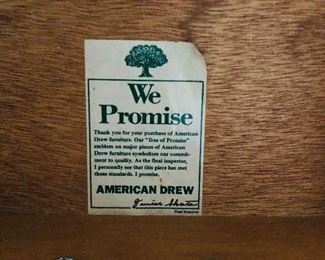 We
Promise
Thank you for your purchase of American
Drew furniture. Our "Tree of Promise"
emblem on major pieces of American
Drew furniture symbolizes our commit-
ment to quality. As the final inspector,
I personally see that this piece has met
those standards. I promise.
AMERICAN DREW
Junior Shuts
Final Inspector